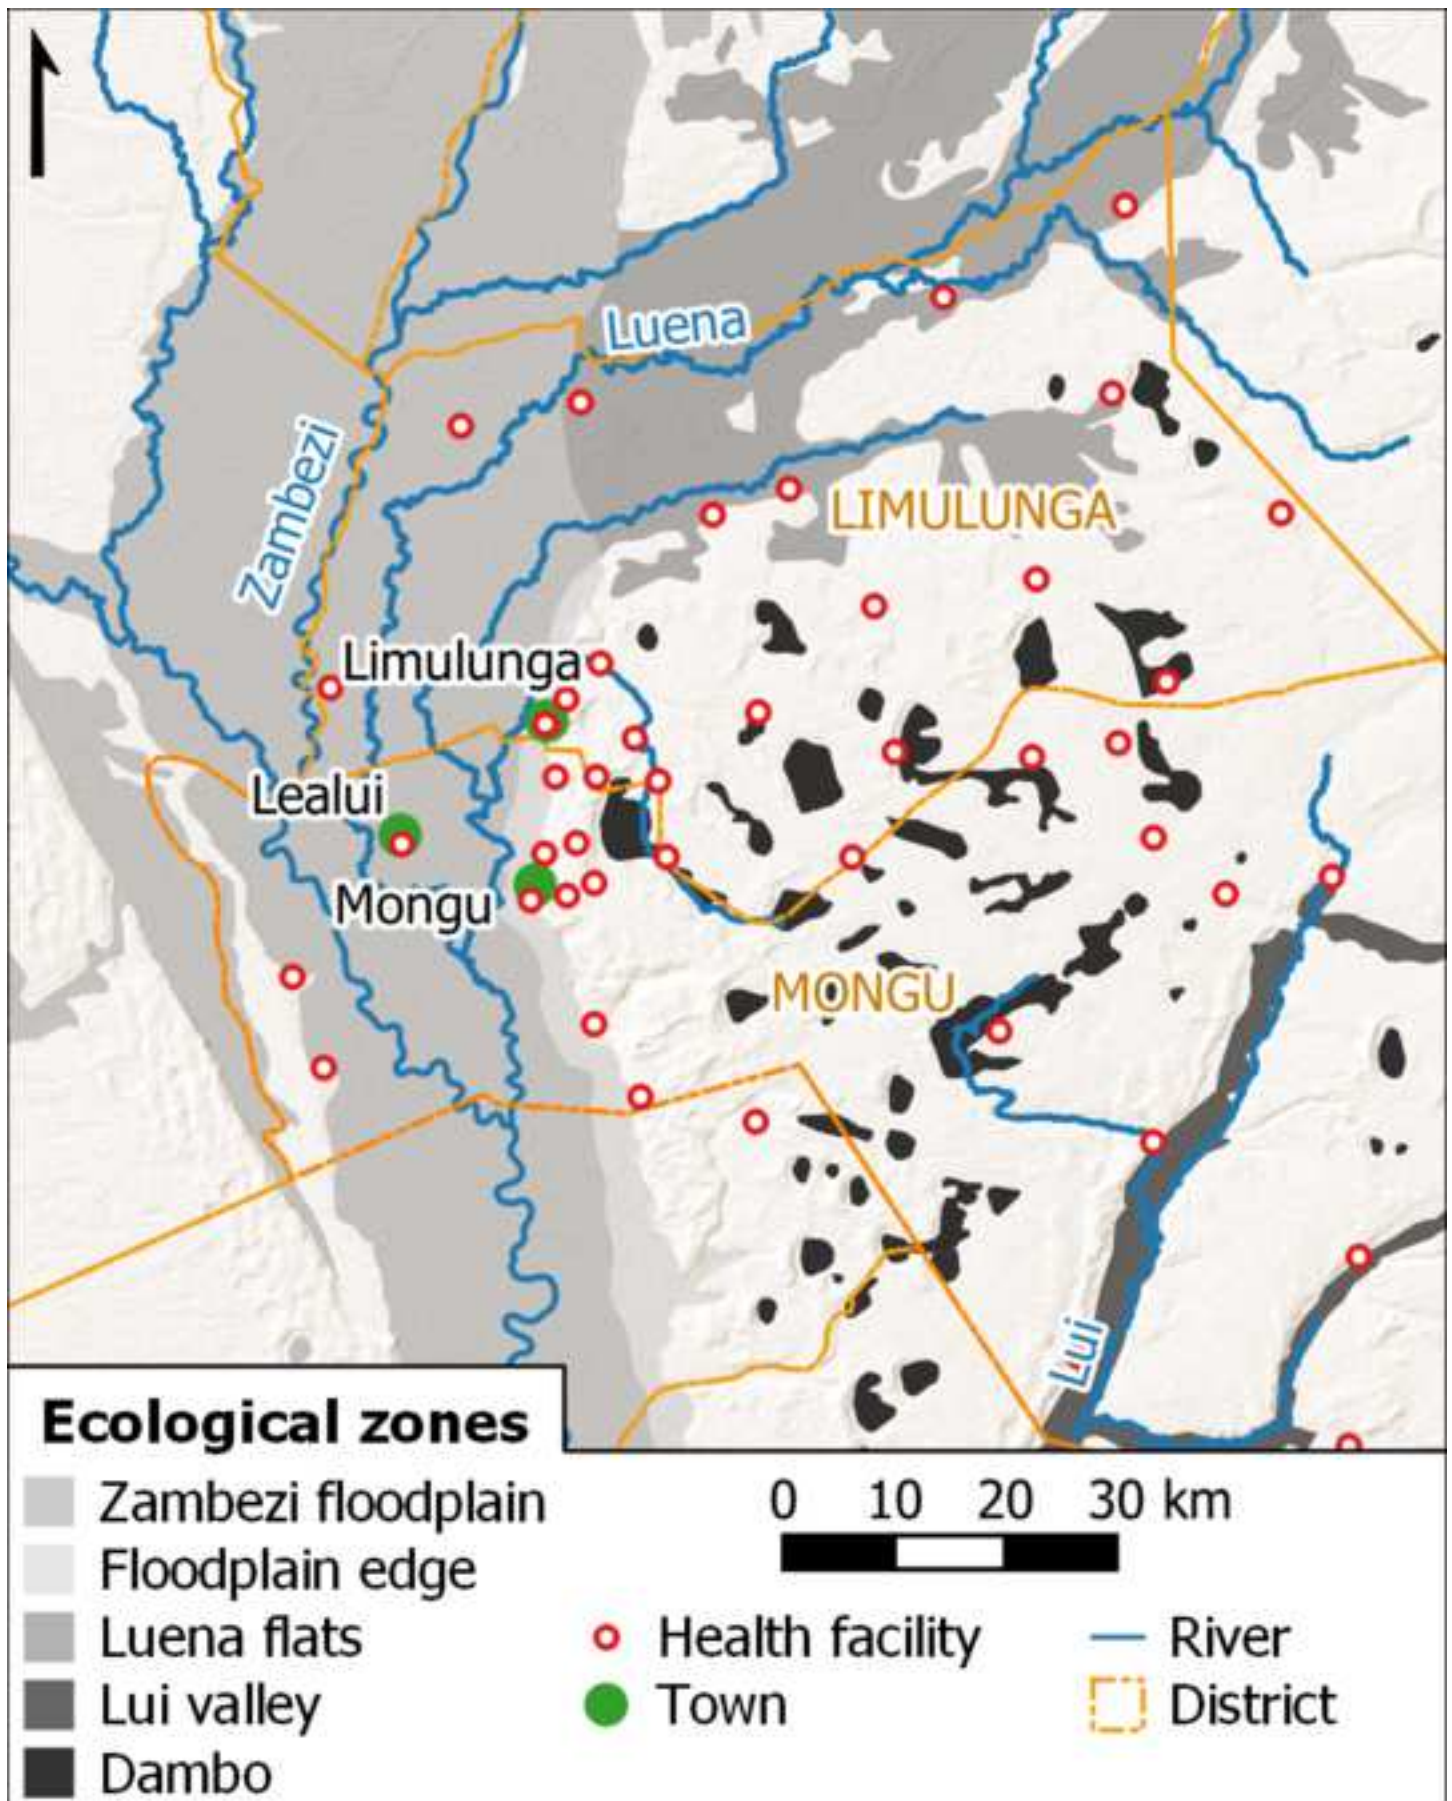 Luena
Zambezi
LIMULUNGA
Limulunga
Lealui
Mongu
MONGU
Lui
Ecological zones
Zambezi floodplain
Floodplain edge
Luena flats
Lui valley
Dambo
0 10 20 30 km
Health facility
Town
River
District